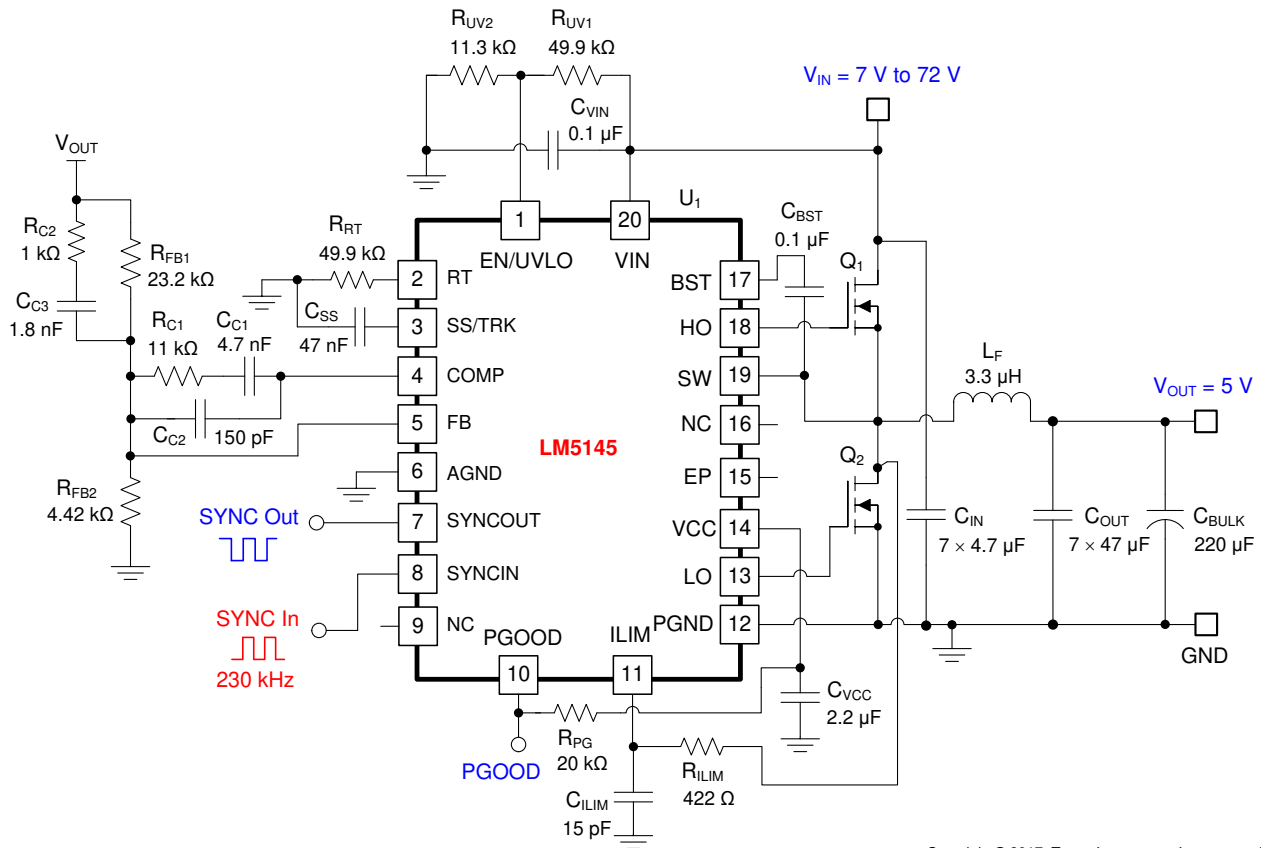 R_UV2
11.3 kΩ
R_UV1
49.9 kΩ
V_IN = 7 V to 72 V
C_VIN
0.1 µF
V_OUT
U₁
R_C2
1 kΩ
R_FB1
23.2 kΩ
C_C3
1.8 nF
R_RT
49.9 kΩ
C_SS
47 nF
R_C1
11 kΩ
C_C1
4.7 nF
C_C2
150 pF
R_FB2
4.42 kΩ
1
EN/UVLO
20
VIN
2
RT
3
SS/TRK
4
COMP
5
FB
6
AGND
7
SYNCOUT
8
SYNCIN
9
NC
10
PGOOD
11
ILIM
LM5145
BST
17
HO
18
SW
19
NC
16
EP
15
VCC
14
LO
13
PGND
12
C_BST
0.1 µF
Q₁
Q₂
L_F
3.3 µH
V_OUT = 5 V
C_IN
7 × 4.7 µF
C_OUT
7 × 47 µF
C_BULK
220 µF
GND
SYNC Out
SYNC In
230 kHz
PGOOD
R_PG
20 kΩ
C_VCC
2.2 µF
R_ILIM
422 Ω
C_ILIM
15 pF